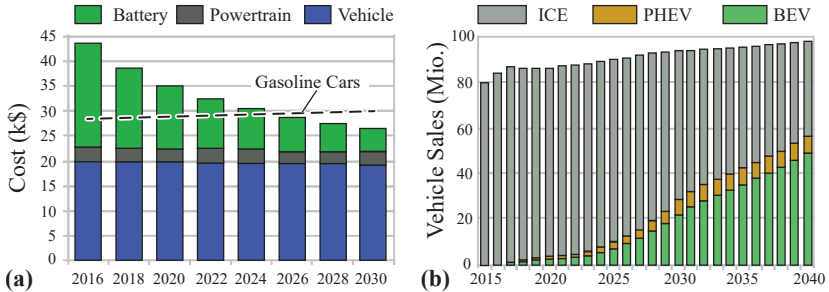 Battery Powertrain Vehicle
45
40
35
30
25
20
15
10
5
0
Cost (k$)
Gasoline Cars
2016 2018 2020 2022 2024 2026 2028 2030
(a)
ICE PHEV BEV
100
80
60
40
20
0
Vehicle Sales (Mio.)
2015 2020 2025 2030 2035 2040
(b)